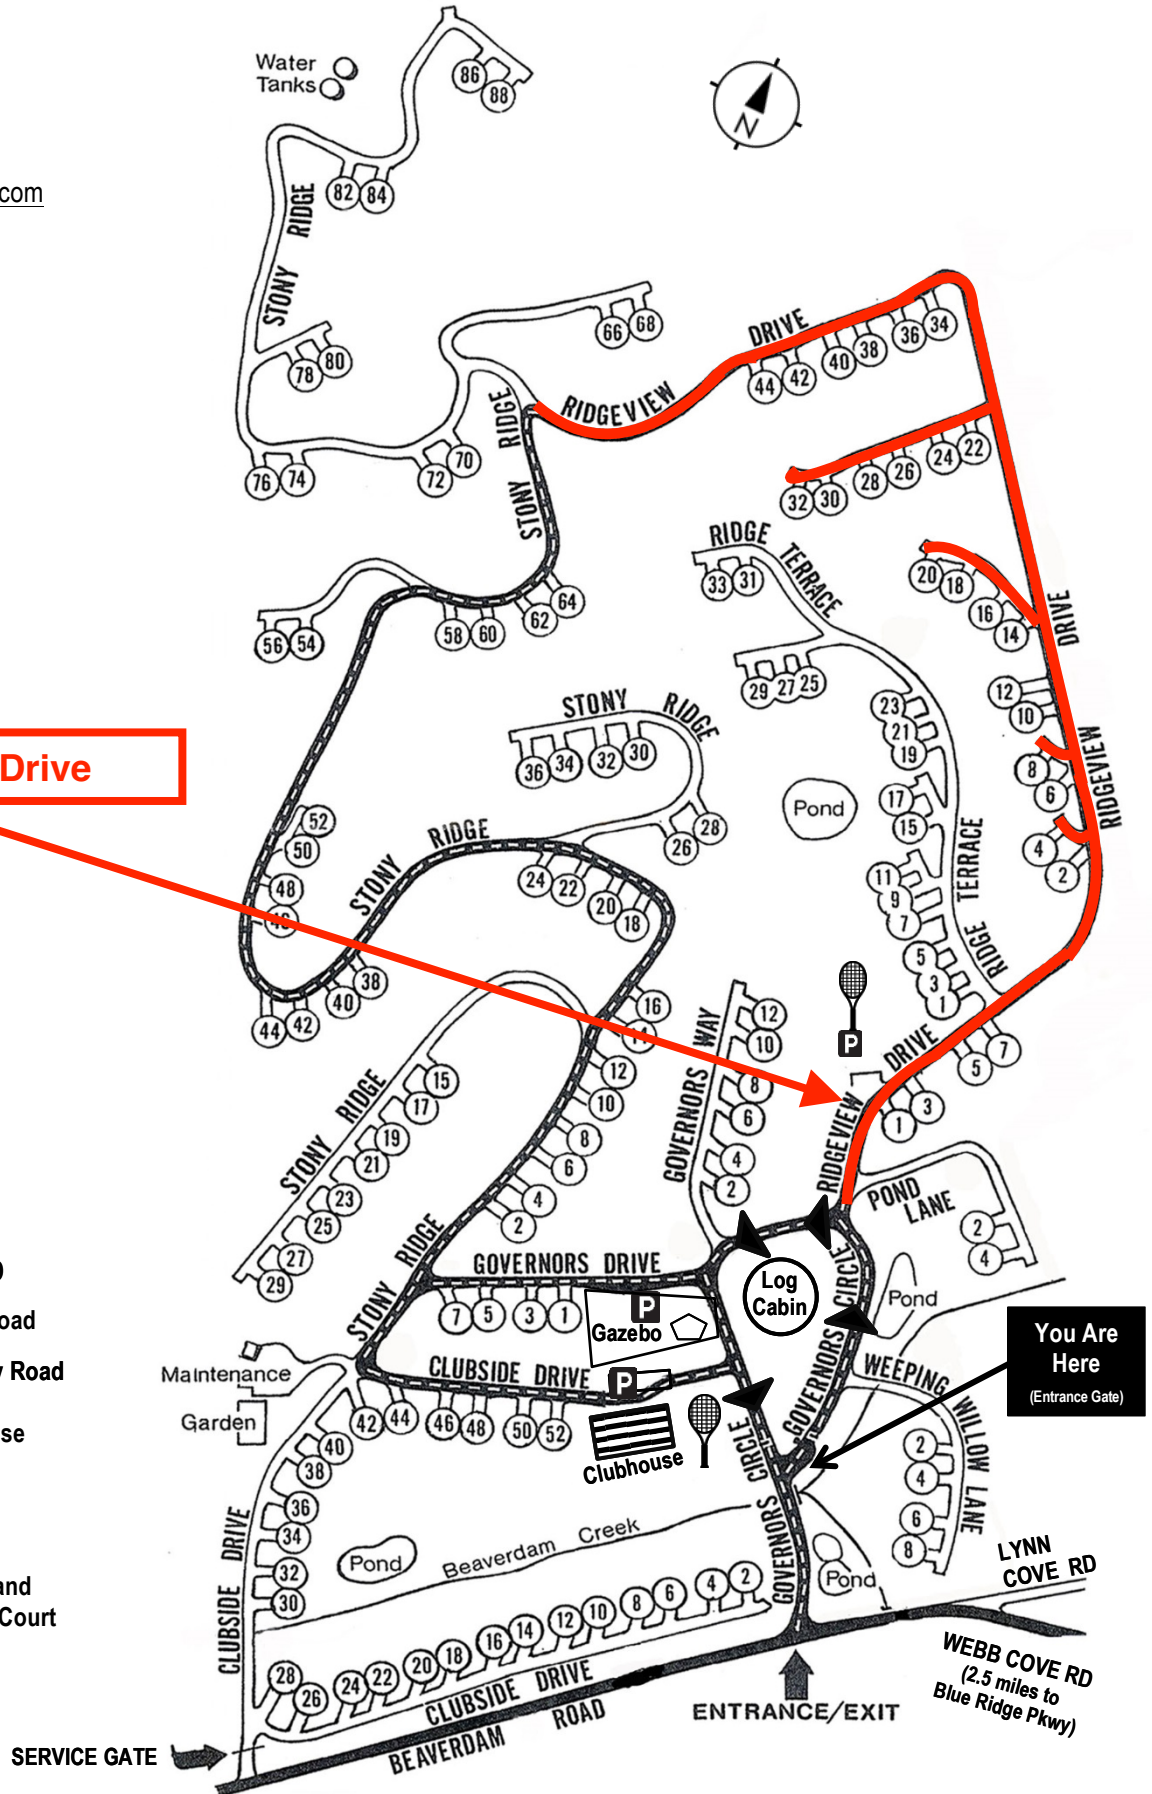 Water
Tanks
86
88
N
com
82
84
STONY RIDGE
66
68
78
80
DRIVE
34
36
38
40
42
44
RIDGEVIEW
STONY RIDGE
70
72
74
76
22
24
26
28
30
32
RIDGE TERRACE
33
31
20
18
16
14
DRIVE
64
62
60
58
56
54
29
27
25
12
10
STONY RIDGE
36
34
32
30
23
21
19
RIDGEVIEW
8
6
Drive
Pond
17
15
52
50
48
28
26
4
2
STONY RIDGE
24
22
20
18
11
9
7
RIDGE TERRACE
5
3
1
38
40
42
44
16
14
12
10
GOVERNORS WAY
12
10
P
DRIVE
7
5
8
6
15
17
19
21
23
25
27
29
STONY RIDGE
8
6
4
2
4
2
RIDGEVIEW
3
1
POND
LANE
2
4
STONY RIDGE
GOVERNORS DRIVE
7
5
3
1
P
Gazebo
Log
Cabin
GOVERNORS CIRCLE
Pond
oad
You Are
Here
(Entrance Gate)
Maintenance
Road
CLUBSIDE DRIVE
P
WEEPING WILLOW LANE
Garden
42
44
46
48
50
52
se
Clubhouse
GOVERNORS CIRCLE
2
4
6
8
40
38
36
34
32
30
CLUBSIDE DRIVE
Pond
Beaverdam Creek
Pond
LYNN
COVE RD
and
Court
28
26
24
22
20
18
16
14
12
10
8
6
4
2
CLUBSIDE DRIVE
WEBB COVE RD
(2.5 miles to
Blue Ridge Pkwy)
ENTRANCE/EXIT
BEAVERDAM ROAD
SERVICE GATE